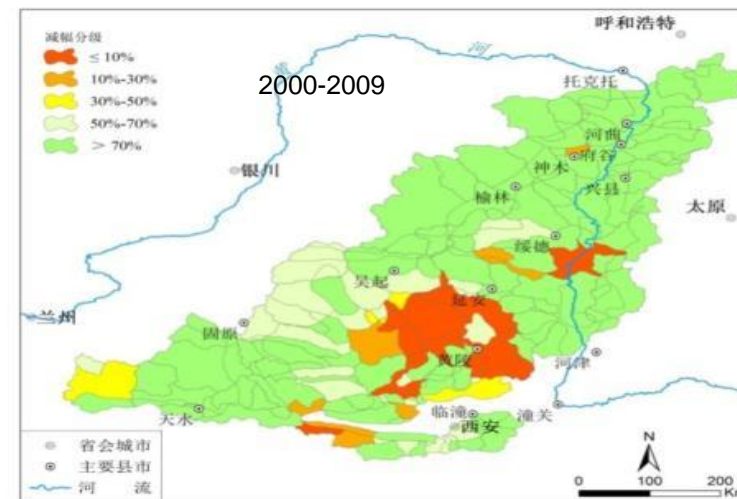 呼和浩特
减幅分级
≤ 10%
10%-30%
30%-50%
50%-70%
> 70%
2000-2009
河
托克托
河曲
府谷
神木
兴县
银川
榆林
太原
绥德
吴起
延安
兰州
固原
黄陵
河津
天水
临潼
潼关
西安
省会城市
主要县市
河 流
N
0 100 200
Km